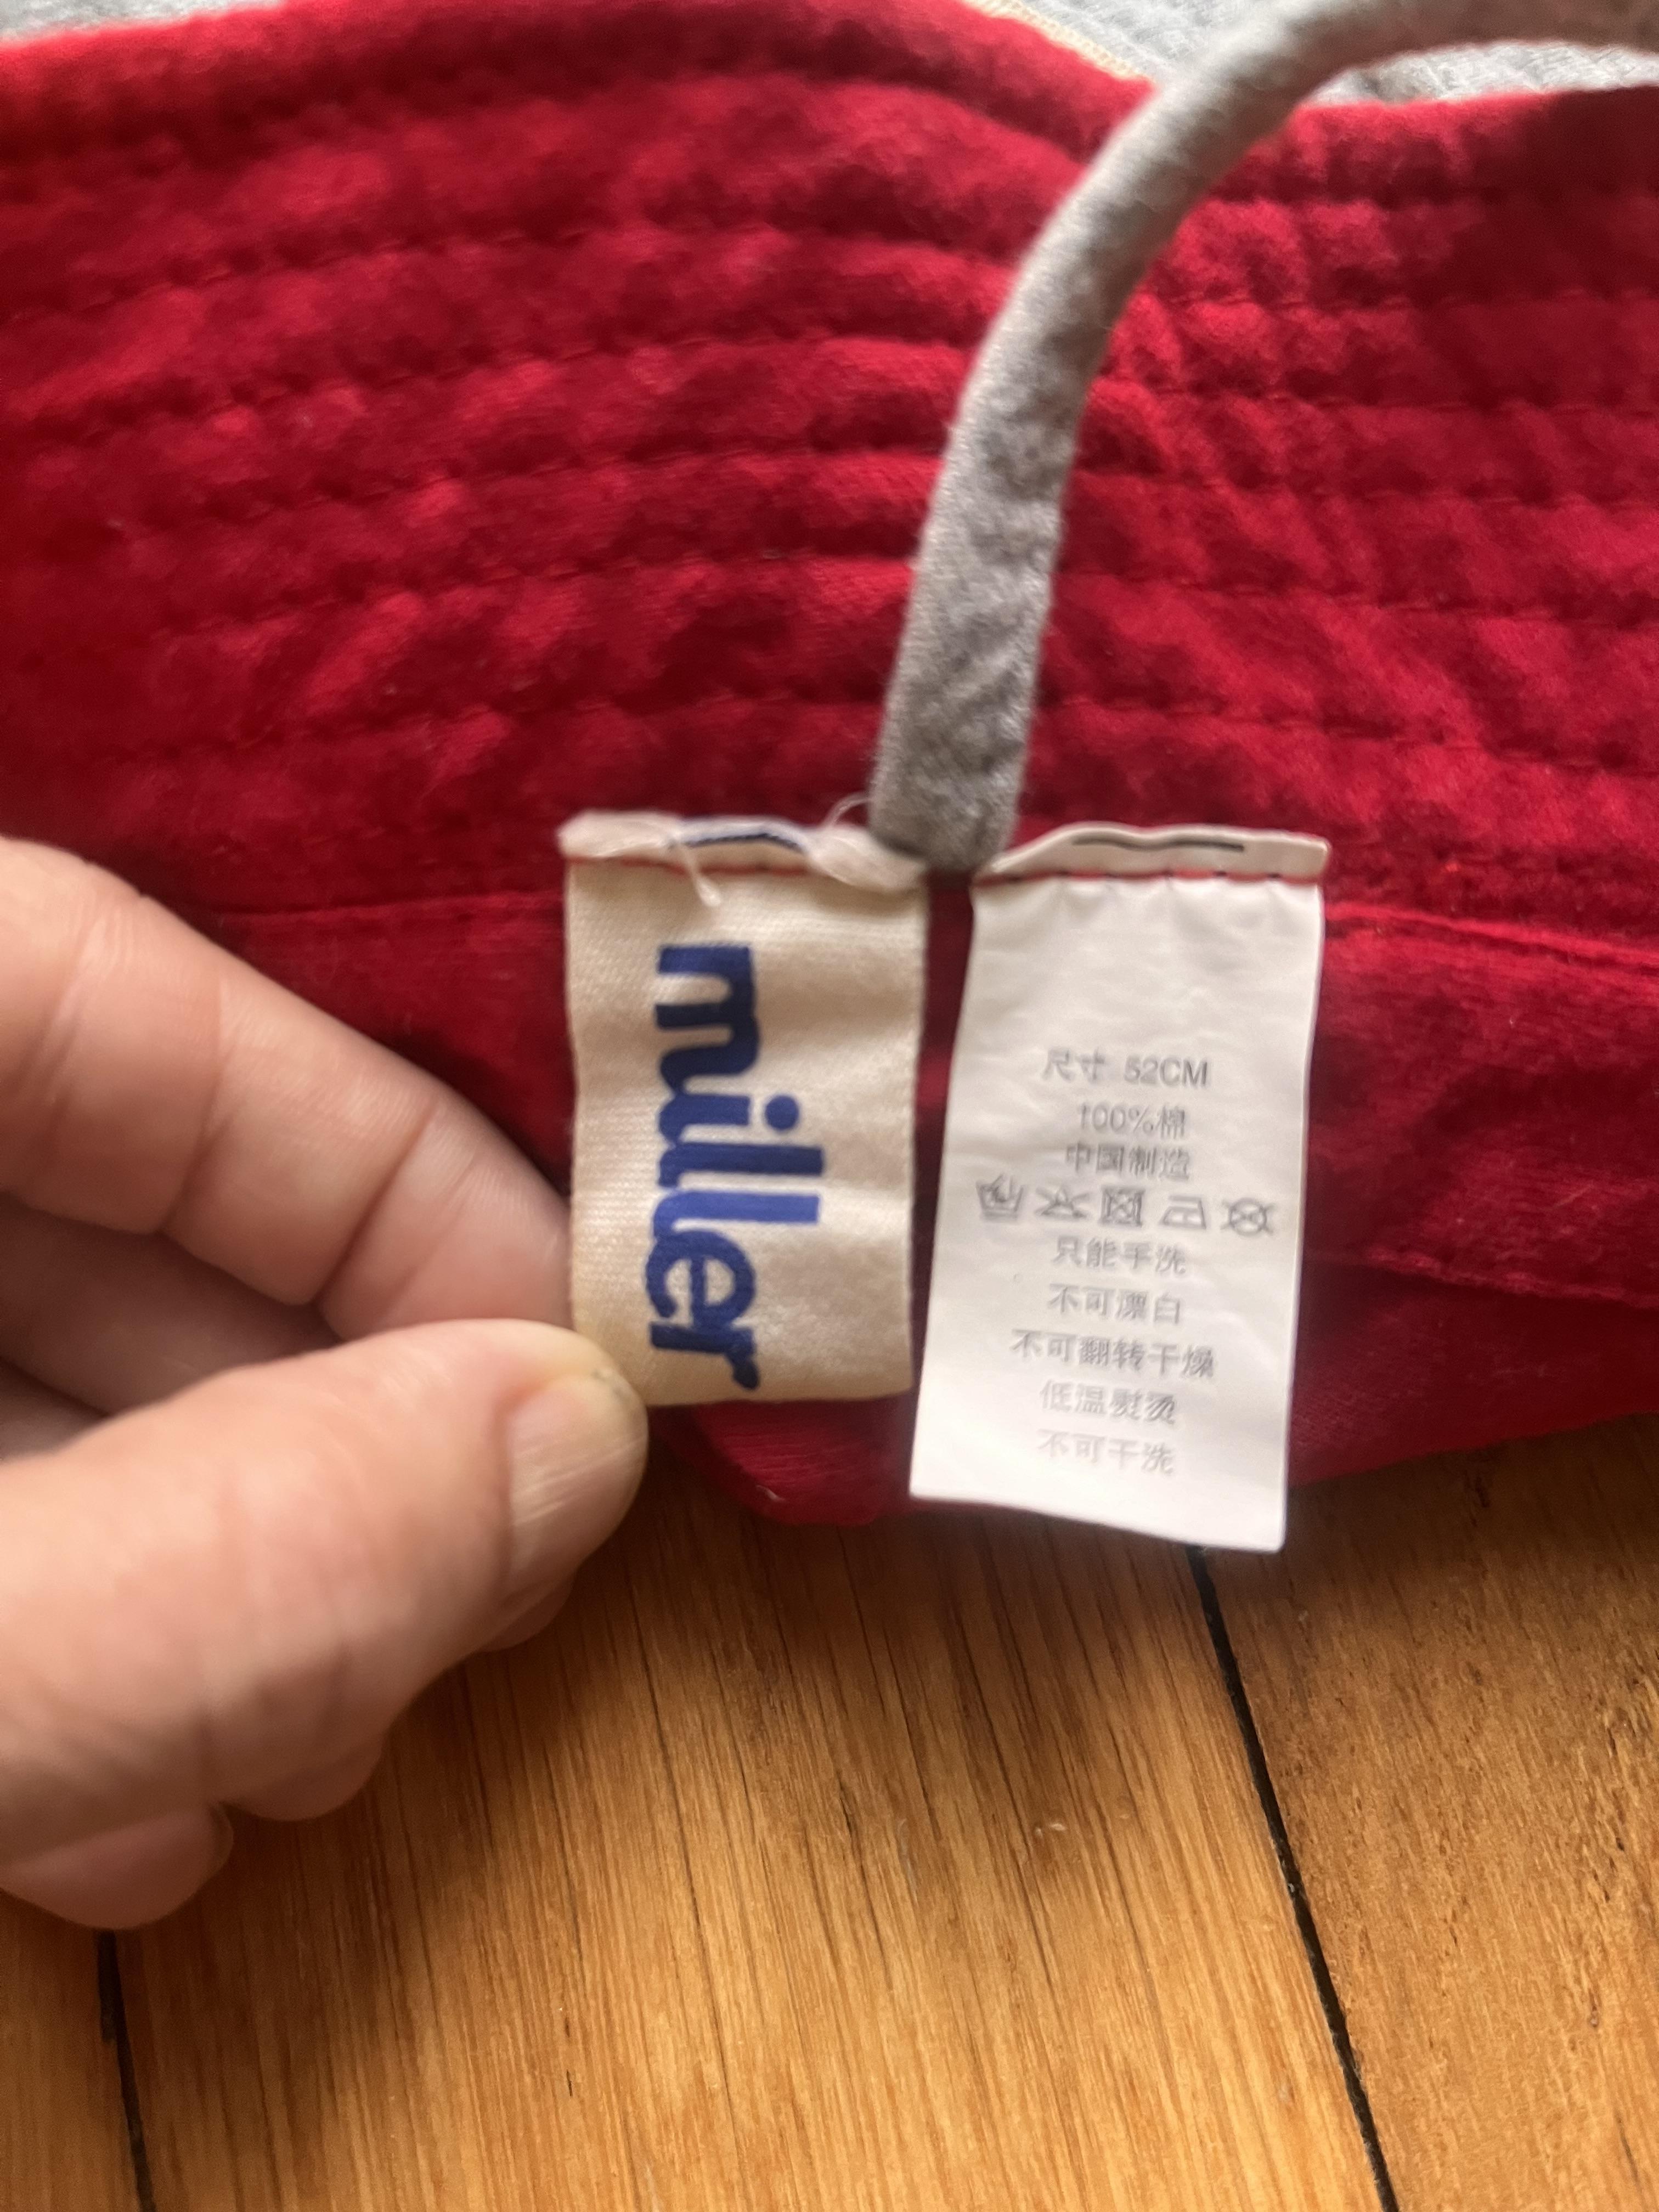 miller
尺寸 52CM
100%棉
中国制造
只能手洗
不可漂白
不可翻转干燥
低温熨烫
不可干洗